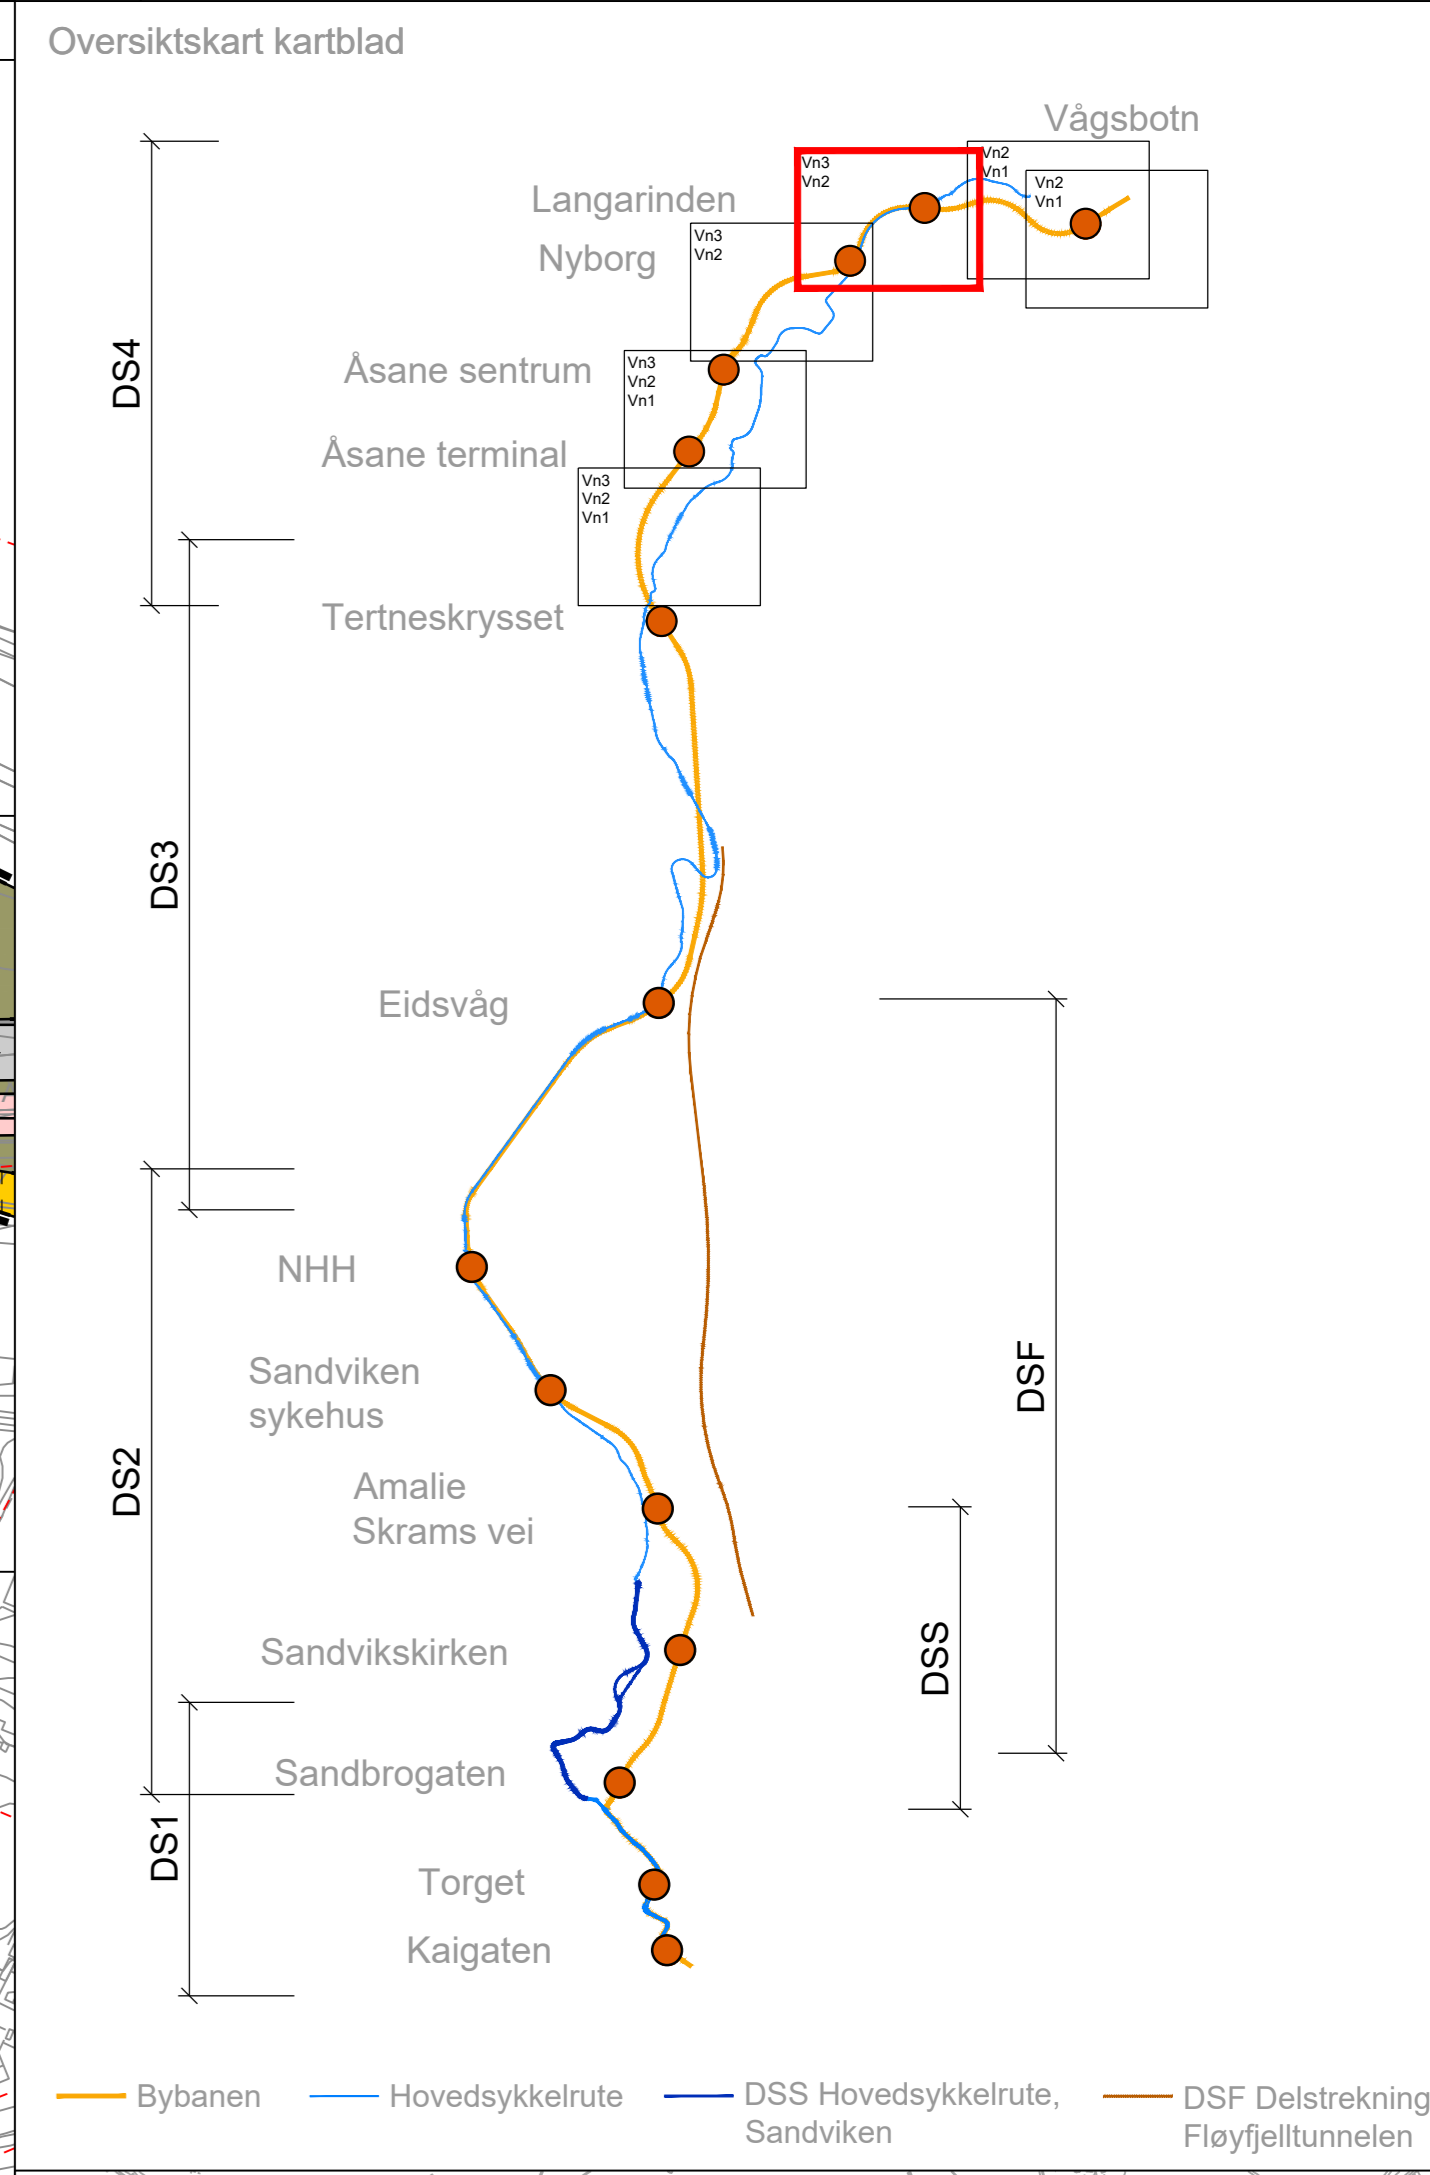 Oversiktskart kartblad
Vågsbotn
Vn3
Vn2
Vn2
Vn1
Vn2
Vn1
Langarinden
Nyborg
Vn3
Vn2
Åsane sentrum
Vn3
Vn2
Vn1
DS4
Åsane terminal
Vn3
Vn2
Vn1
Tertneskrysset
DS3
Eidsvåg
NHH
Sandviken
sykehus
DSF
DS2
Amalie
Skrams vei
Sandvikskirken
DSS
Sandbrogaten
DS1
Torget
Kaigaten
Bybanen
Hovedsykkelrute
DSS Hovedsykkelrute,
Sandviken
DSF Delstrekning
Fløyfjelltunnelen